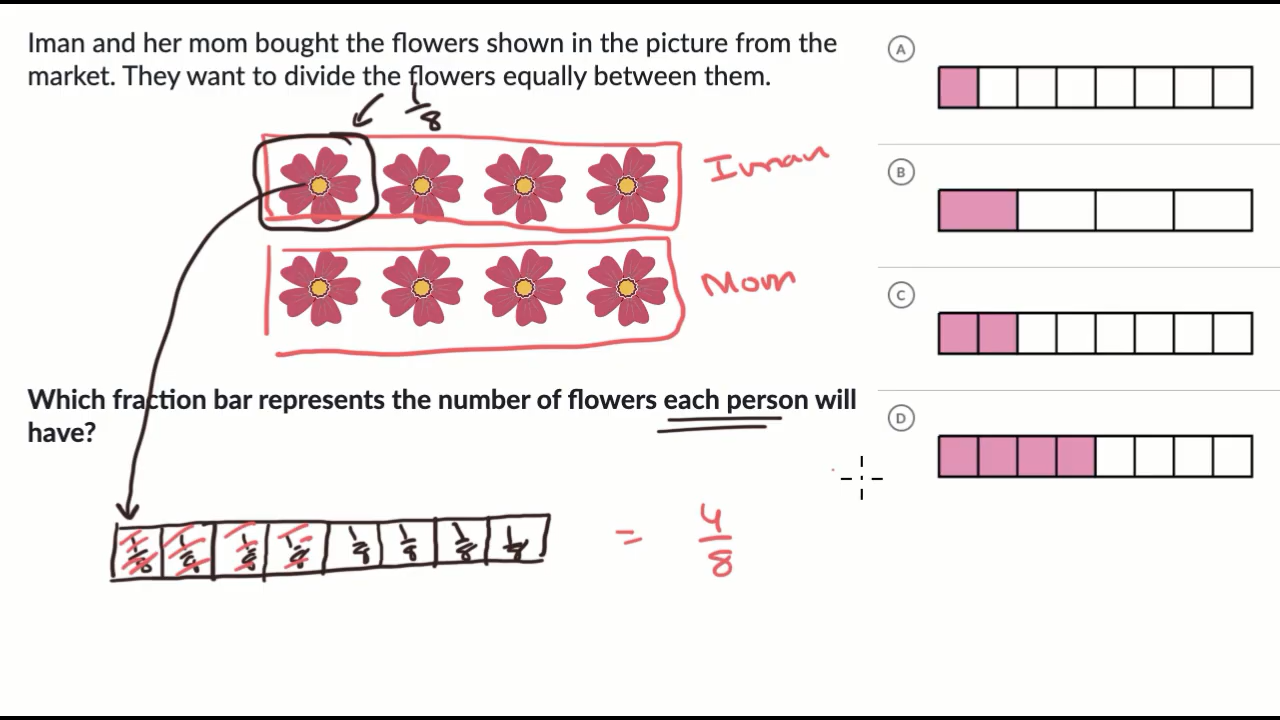 Iman and her mom bought the flowers shown in the picture from the
market. They want to divide the flowers equally between them.
1/8
Iman
Mom
Which fraction bar represents the number of flowers each person will
have?
1/8 1/8 1/8 1/8 1/8 1/8 1/8 1/8 = 4/8
A
B
C
D